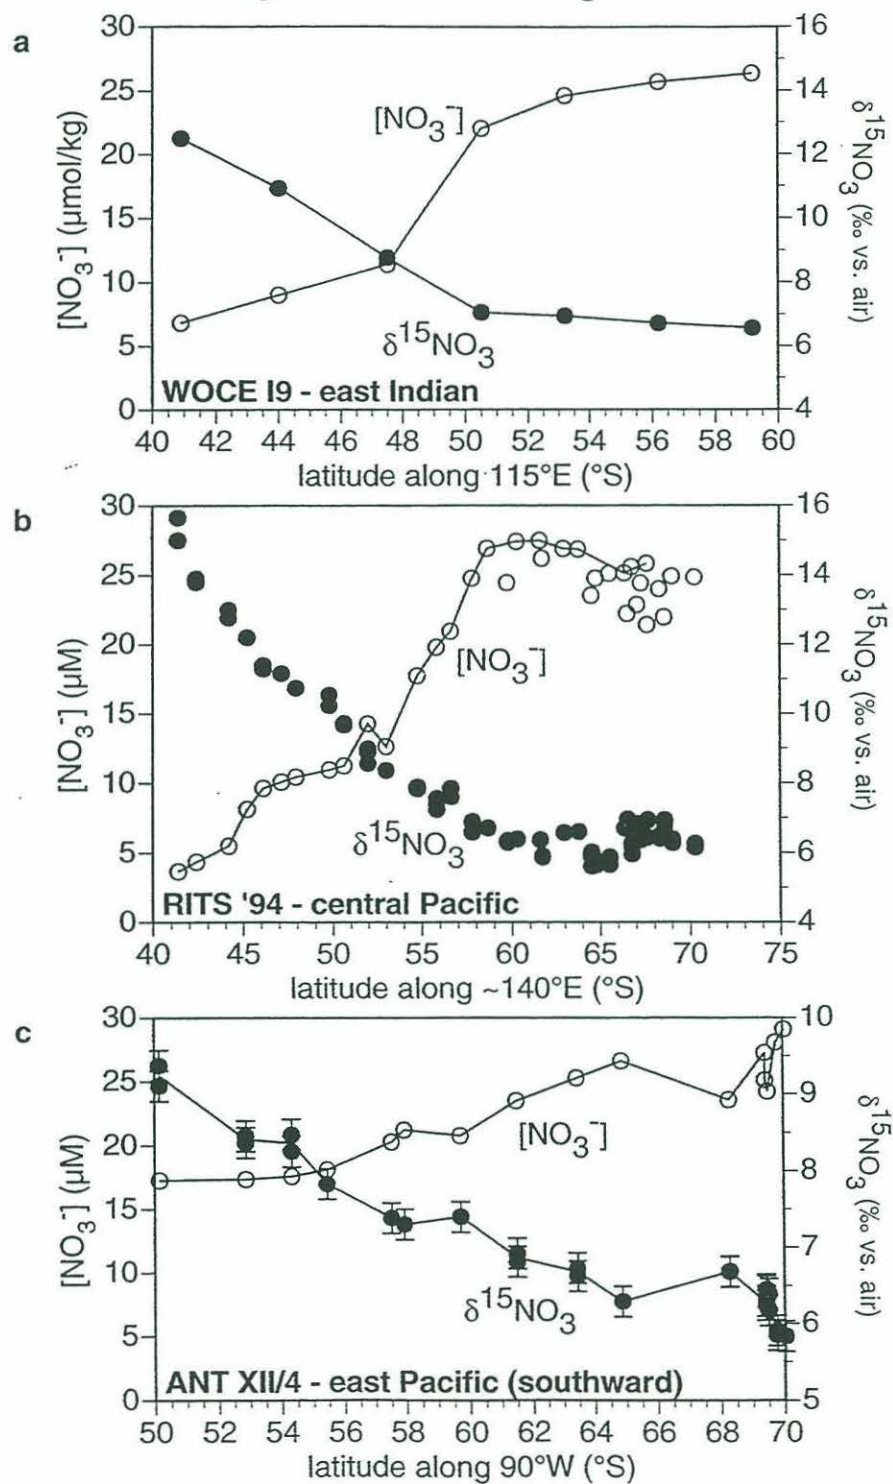 a
30
25
20
15
10
5
0
[NO3-] (μmol/kg)
16
14
12
10
8
6
4
δ15NO3 (‰ vs. air)
[NO3-]
δ15NO3
WOCE I9 - east Indian
40 42 44 46 48 50 52 54 56 58 60
latitude along 115°E (°S)
b
30
25
20
15
10
5
0
[NO3-] (μM)
16
14
12
10
8
6
4
δ15NO3 (‰ vs. air)
[NO3-]
δ15NO3
RITS '94 - central Pacific
40 45 50 55 60 65 70 75
latitude along ~140°E (°S)
c
30
25
20
15
10
5
0
[NO3-] (μM)
10
9
8
7
6
5
δ15NO3 (‰ vs. air)
[NO3-]
δ15NO3
ANT XII/4 - east Pacific (southward)
50 52 54 56 58 60 62 64 66 68 70
latitude along 90°W (°S)